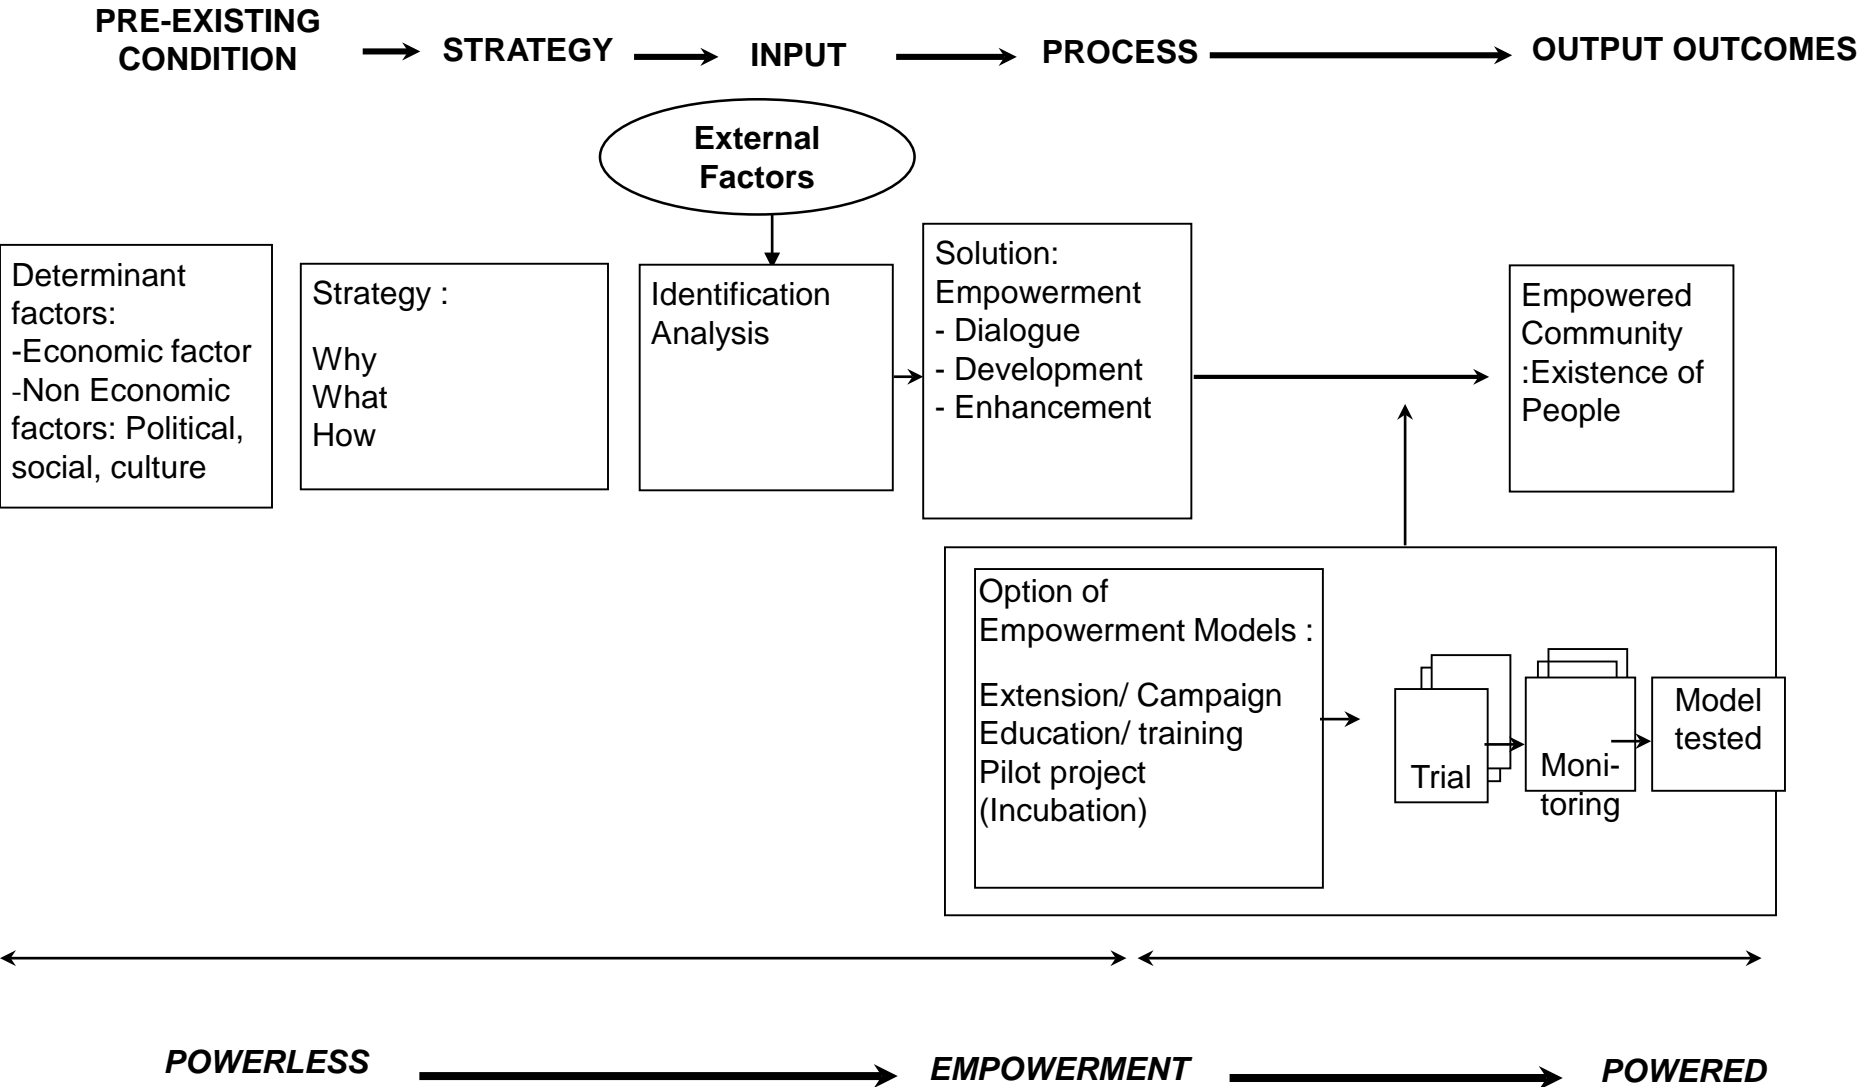 PRE-EXISTING
CONDITION
STRATEGY
INPUT
PROCESS
OUTPUT OUTCOMES
External
Factors
Determinant
factors:
-Economic factor
-Non Economic
factors: Political,
social, culture
Strategy :
Why
What
How
Identification
Analysis
Solution:
Empowerment
- Dialogue
- Development
- Enhancement
Empowered
Community
:Existence of
People
Option of
Empowerment Models :
Extension/ Campaign
Education/ training
Pilot project
(Incubation)
Trial
Moni-
toring
Model
tested
POWERLESS
EMPOWERMENT
POWERED